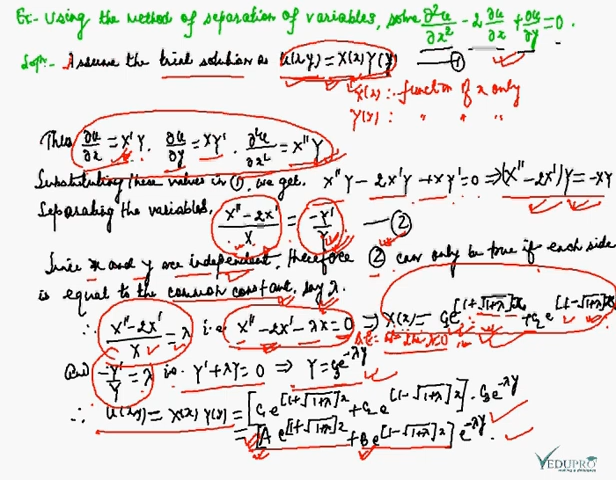 Ex:- Using the method of separation of variables, solve ∂²u/∂x² - 2 ∂u/∂x + ∂u/∂y = 0.
Soln:- Assume the trial solution as u(x,y) = X(x) Y(y) — ①
X(x) : function of x only
Y(y) : " " y "
Then ∂u/∂x = X'Y, ∂u/∂y = XY', ∂²u/∂x² = X''Y
Substituting these values in ①, we get, X''Y - 2X'Y + XY' = 0 ⇒ (X'' - 2X')Y = -XY'
Separating the variables, (X'' - 2X')/X = -Y'/Y — ②
Since x and y are independent, therefore ② can only be true if each side
is equal to the common constant, say λ.
∴ (X'' - 2X')/X = λ i.e X'' - 2X' - λX = 0 ⇒ X(x) = C₁e^[1+√(1+λ)]x + C₂e^[1-√(1+λ)]x
And -Y'/Y = λ i.e. Y' + λY = 0 ⇒ Y = C₃e^-λy
∴ u(x,y) = X(x) Y(y) = [C₁e^[1+√(1+λ)]x + C₂e^[1-√(1+λ)]x] · C₃e^-λy
= [A e^[1+√(1+λ)]x + B e^[1-√(1+λ)]x] e^-λy.
VEDUPRO